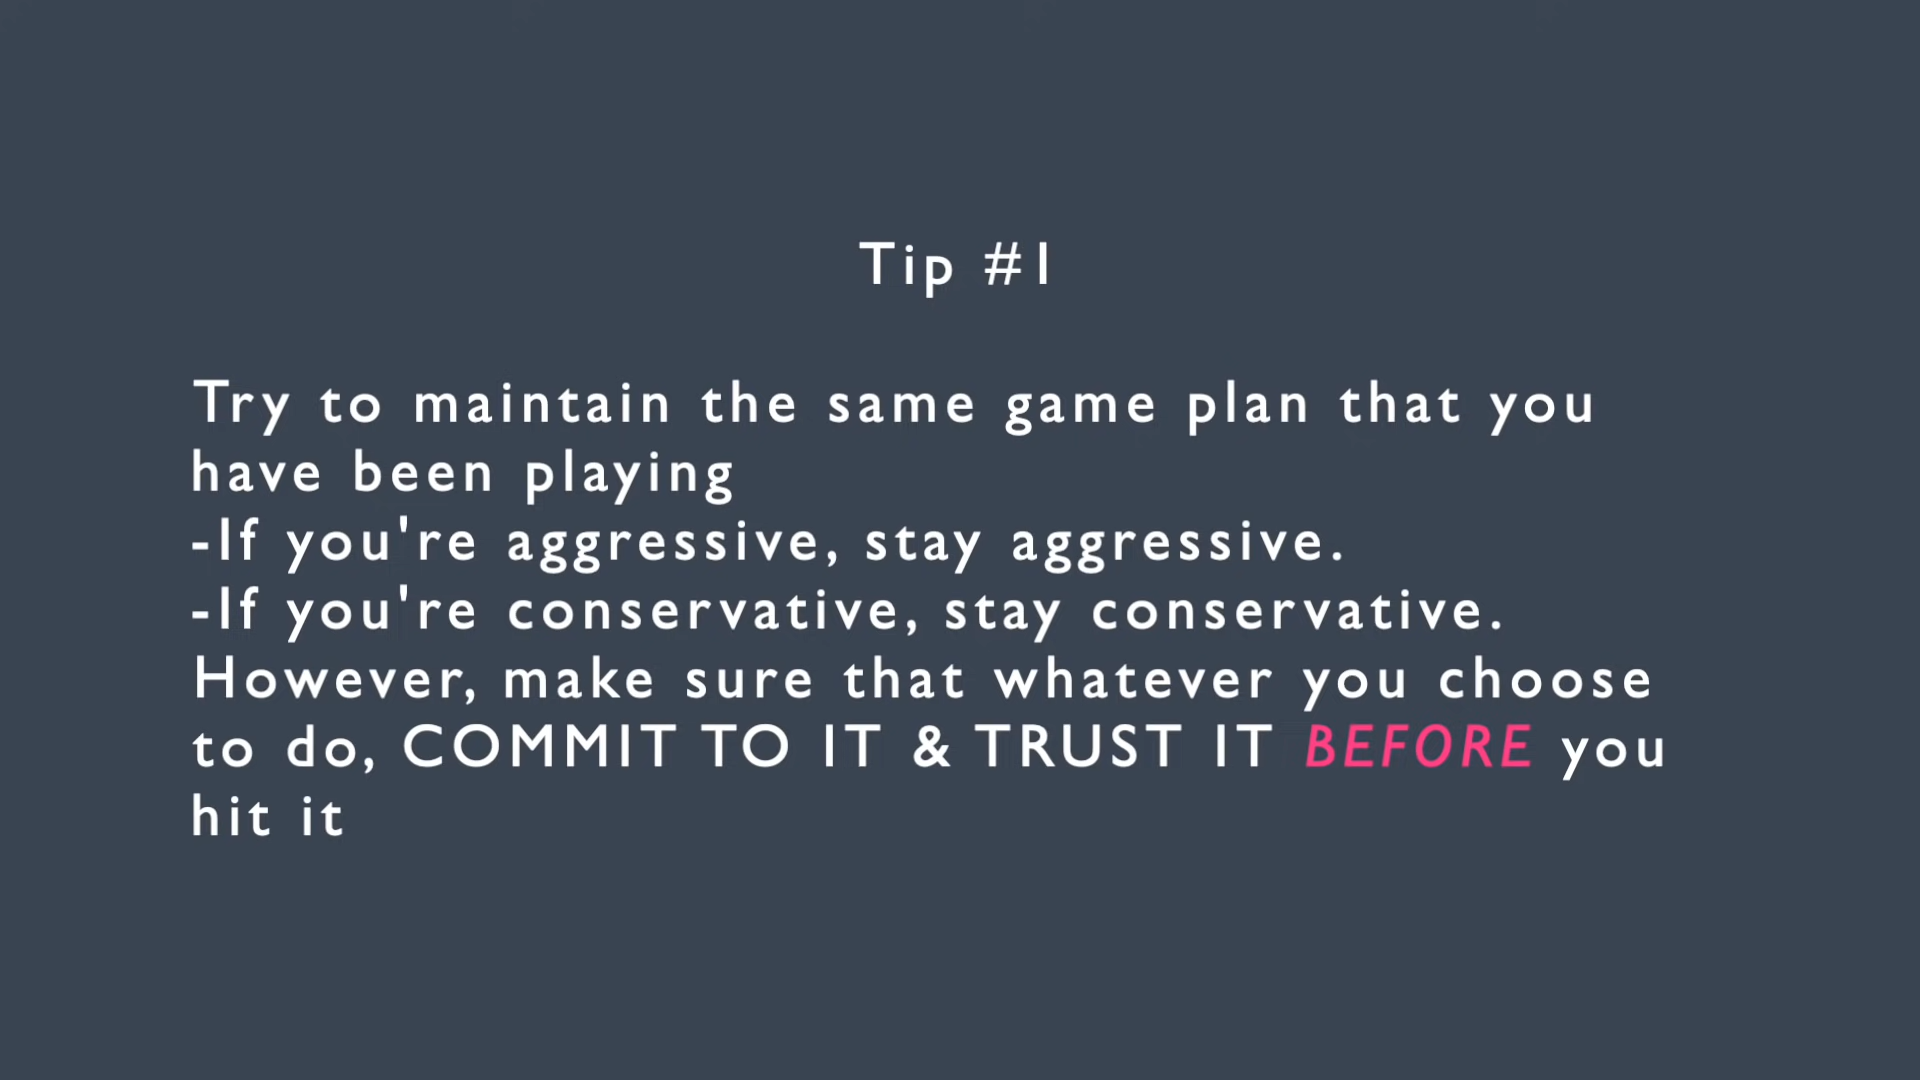 Tip #1
Try to maintain the same game plan that you
have been playing
-If you're aggressive, stay aggressive.
-If you're conservative, stay conservative.
However, make sure that whatever you choose
to do, COMMIT TO IT & TRUST IT BEFORE you
hit it